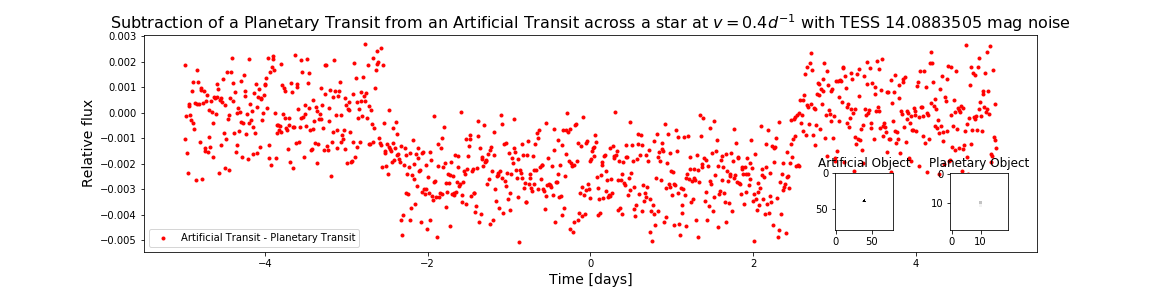 Subtraction of a Planetary Transit from an Artificial Transit across a star at v = 0.4d⁻¹ with TESS 14.0883505 mag noise
0.003
0.002
0.001
0.000
−0.001
−0.002
−0.003
−0.004
−0.005
Relative flux
Artificial Transit - Planetary Transit
Artificial Object
0
50
0 50
Planetary Object
0
10
0 10
−4 −2 0 2 4
Time [days]